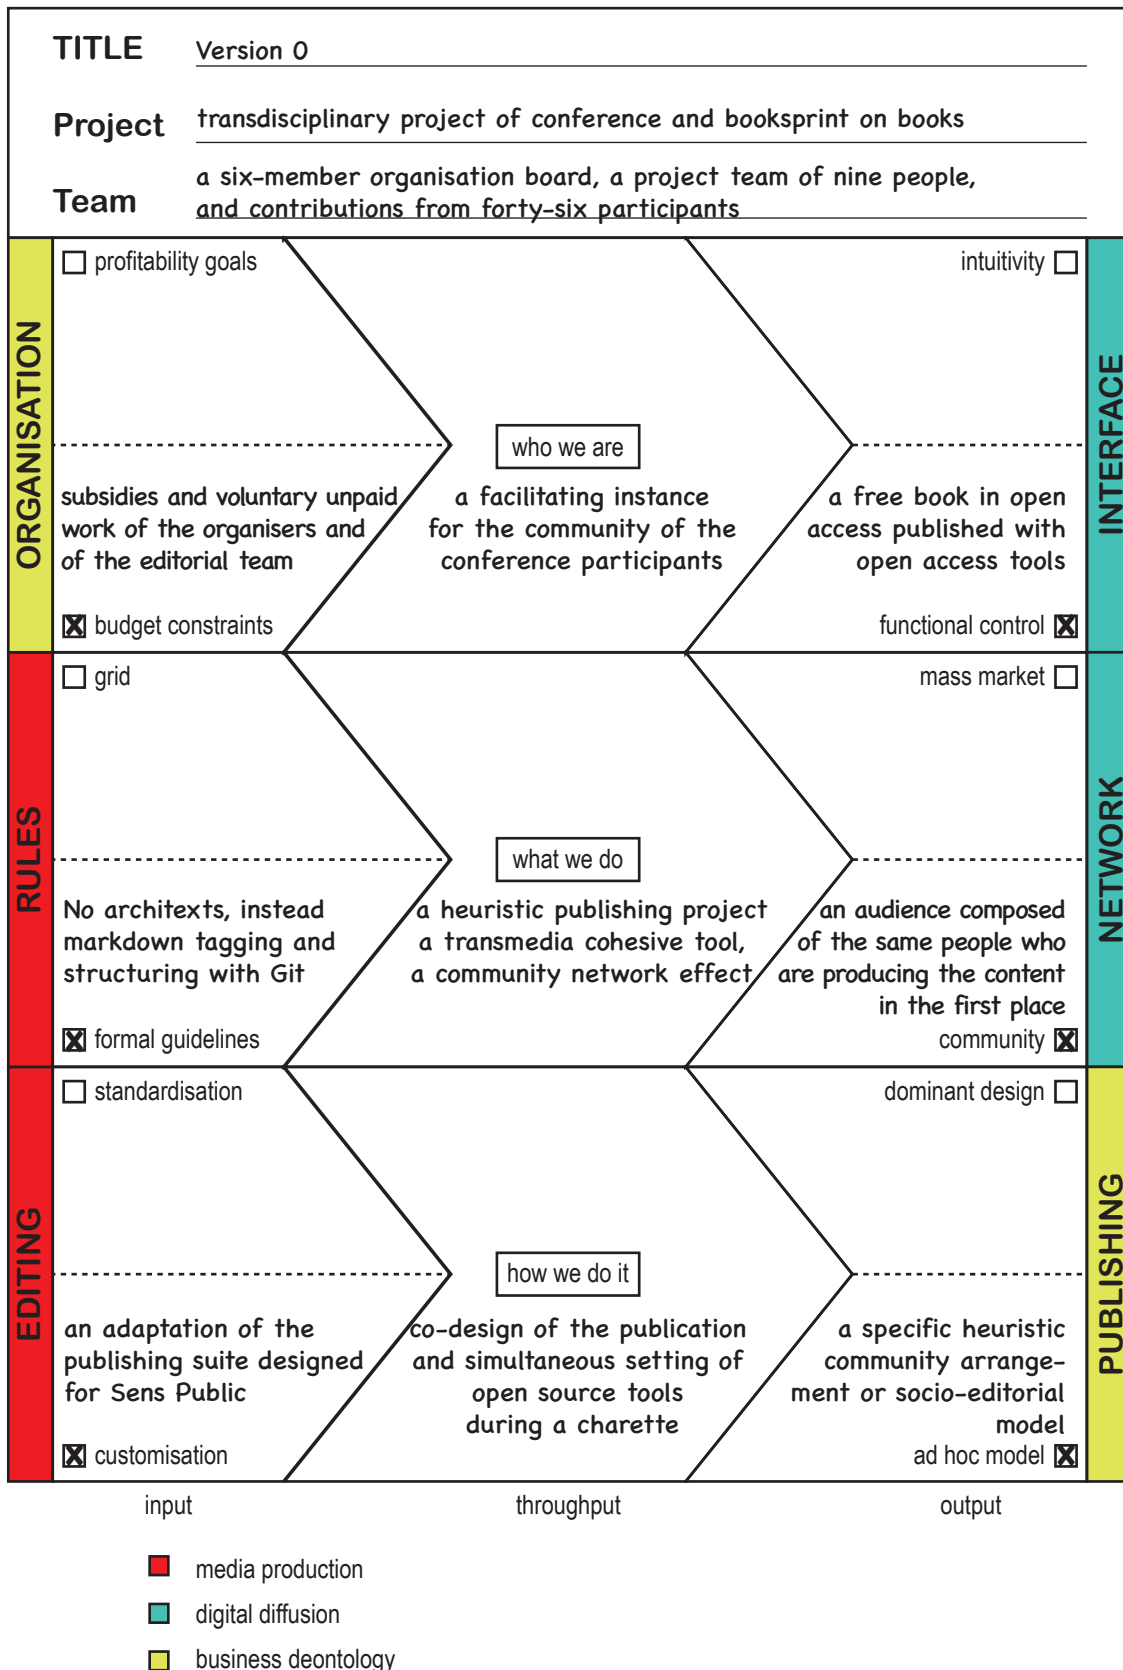 TITLE
Version 0
Project
transdisciplinary project of conference and booksprint on books
Team
a six-member organisation board, a project team of nine people,
and contributions from forty-six participants
ORGANISATION
profitability goals
subsidies and voluntary unpaid
work of the organisers and
of the editorial team
budget constraints
who we are
a facilitating instance
for the community of the
conference participants
intuitivity
a free book in open
access published with
open access tools
functional control
INTERFACE
RULES
grid
No architexts, instead
markdown tagging and
structuring with Git
formal guidelines
what we do
a heuristic publishing project
a transmedia cohesive tool,
a community network effect
mass market
an audience composed
of the same people who
are producing the content
in the first place
community
NETWORK
EDITING
standardisation
an adaptation of the
publishing suite designed
for Sens Public
customisation
how we do it
co-design of the publication
and simultaneous setting of
open source tools
during a charette
dominant design
a specific heuristic
community arrange-
ment or socio-editorial
model
ad hoc model
PUBLISHING
input
throughput
output
media production
digital diffusion
business deontology